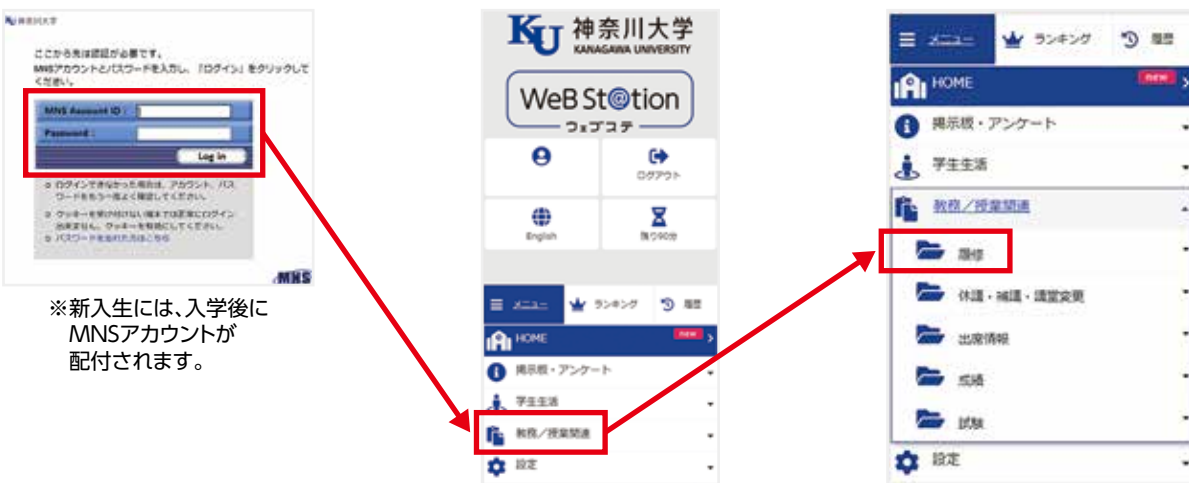 神奈川大学
ここから先は認証が必要です。
MNSアカウントとパスワードを入力し、「ログイン」をクリックして
ください。
MNS Account ID :
Password :
Log in
ログインできなかった場合は、アカウント、パス
ワードをもう一度よく確認してください。
クッキーを受け付けない端末では正常にログイン
出来ません。クッキーを有効にしてください。
パスワードを忘れた方はこちら
MNS
※新入生には、入学後に
MNSアカウントが
配付されます。
KU 神奈川大学
KANAGAWA UNIVERSITY
WeBSt@tion
ウェブステ
ログアウト
English
残り90分
メニュー ランキング 履歴
HOME new
掲示板・アンケート
学生生活
教務／授業関連
設定
メニュー ランキング 履歴
HOME new
掲示板・アンケート
学生生活
教務／授業関連
履修
休講・補講・講堂変更
出席情報
成績
試験
設定